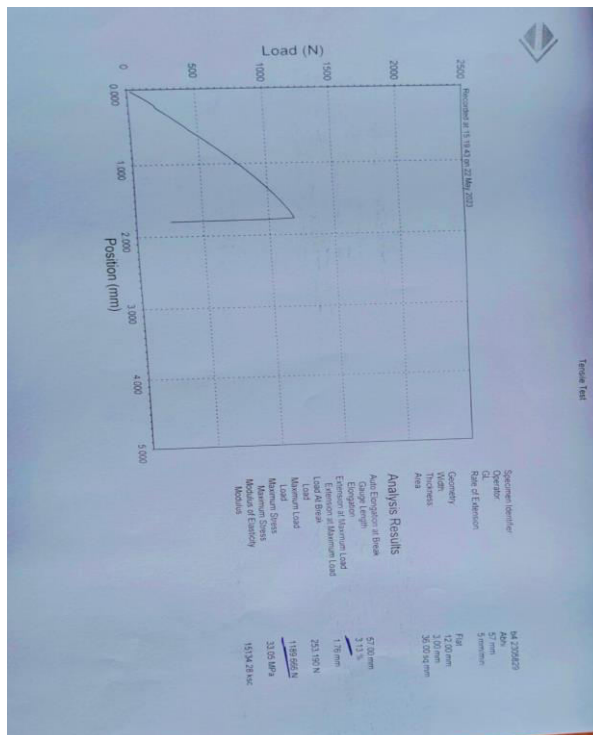 Tensile Test
Specimen Identifier b4 2305829
Operator Abhi
GL 57 mm
Rate of Extension 5 mm/min
Geometry Flat
Width 12.00 mm
Thickness 3.00 mm
Area 36.00 sq mm
Recorded at 15:19:43 on 22 May 2023
2500
2000
1500
1000
500
0
Load (N)
0.000 1.000 2.000 3.000 4.000 5.000
Position (mm)
Analysis Results
Auto Elongation at Break
Gauge Length 57.00 mm
Elongation 3.13 %
Extension at Maximum Load
Extension at Maximum Load 1.76 mm
Load At Break
Load 253.190 N
Maximum Load
Load 1189.666 N
Maximum Stress
Maximum Stress 33.05 MPa
Modulus of Elasticity
Modulus 15134.28 ksc